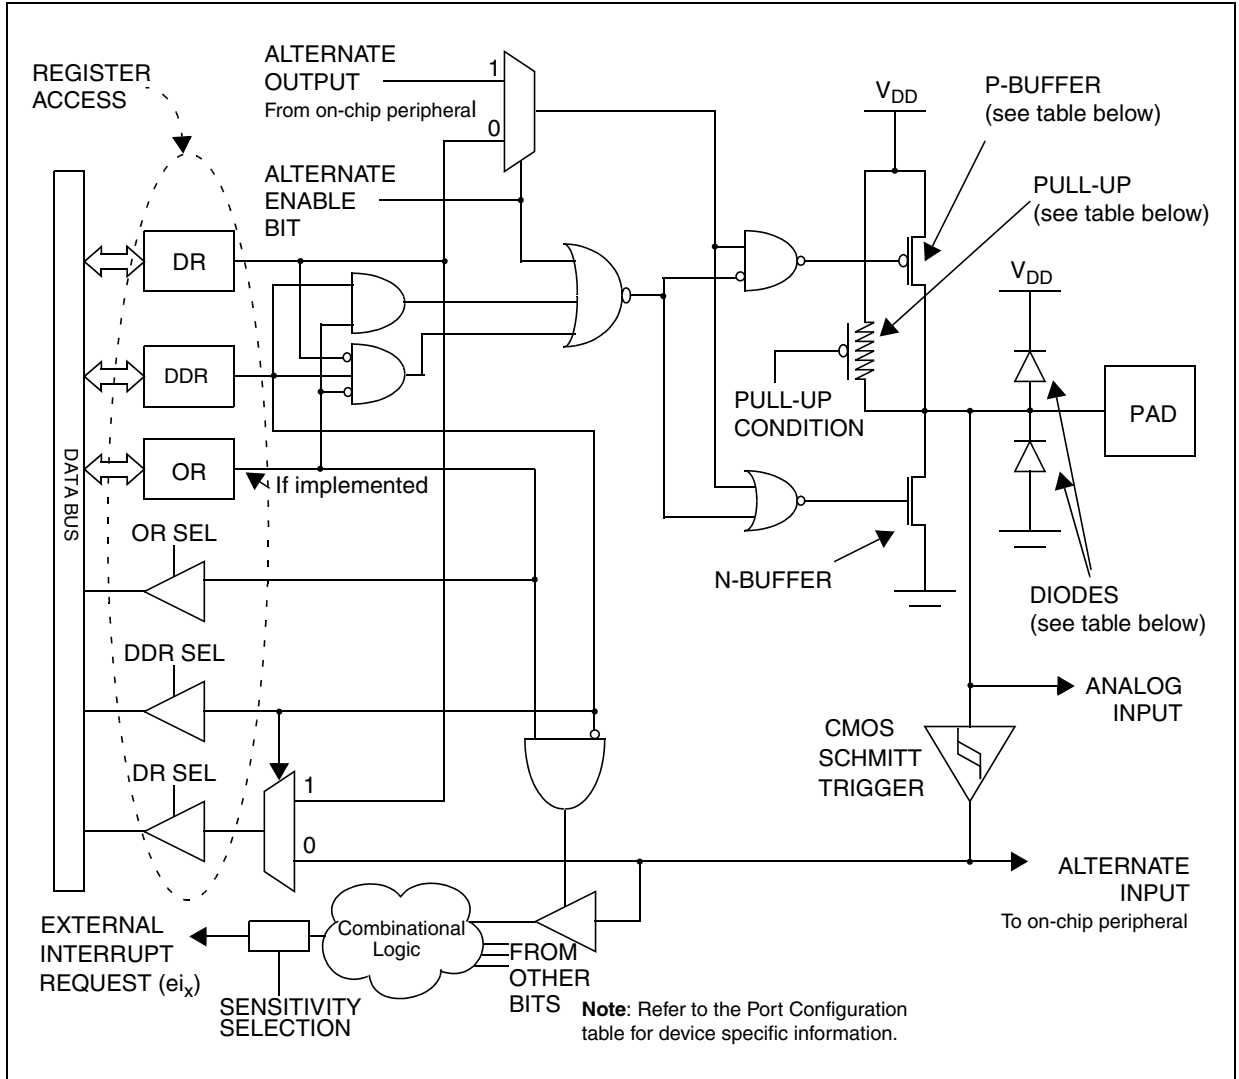 REGISTER
ACCESS
ALTERNATE
OUTPUT
From on-chip peripheral
1
0
ALTERNATE
ENABLE
BIT
VDD
P-BUFFER
(see table below)
PULL-UP
(see table below)
VDD
DR
DDR
OR
If implemented
DATA BUS
PULL-UP
CONDITION
PAD
OR SEL
N-BUFFER
DIODES
(see table below)
DDR SEL
ANALOG
INPUT
CMOS
SCHMITT
TRIGGER
DR SEL
1
0
ALTERNATE
INPUT
To on-chip peripheral
EXTERNAL
INTERRUPT
REQUEST (eix)
Combinational
Logic
FROM
OTHER
BITS
SENSITIVITY
SELECTION
Note: Refer to the Port Configuration
table for device specific information.